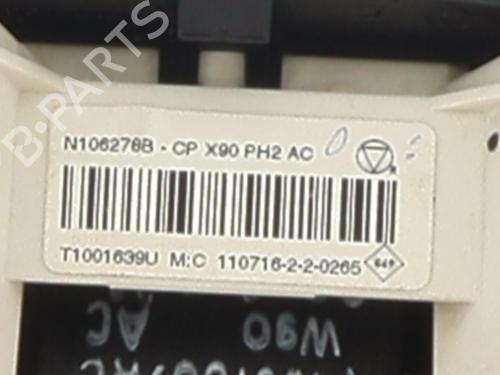 B-PARTS
N106278B - CP X90 PH2 AC
T1001639U M:C 110716-2-2-0265
AC
W90